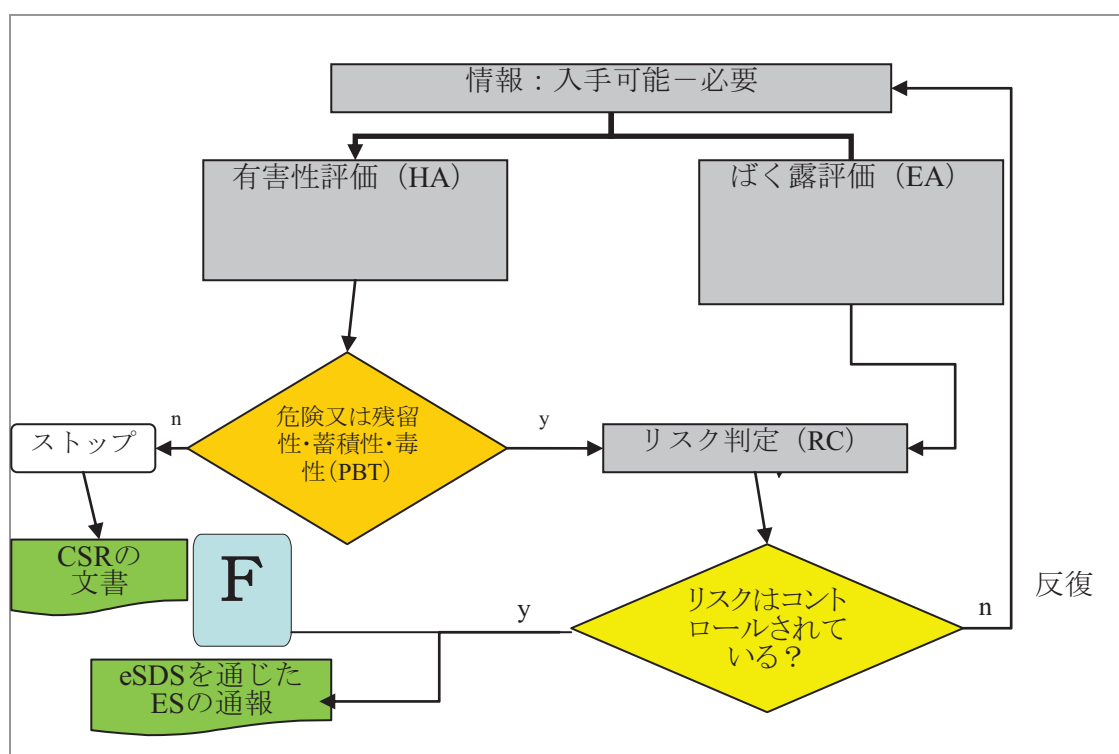 情報：入手可能－必要
有害性評価（HA）
ばく露評価（EA）
危険又は残留
性･蓄積性･毒
性(PBT)
n
y
ストップ
リスク判定（RC）
CSRの
文書
F
リスクはコント
ロールされて
いる？
y
n
反復
eSDSを通じた
ESの通報